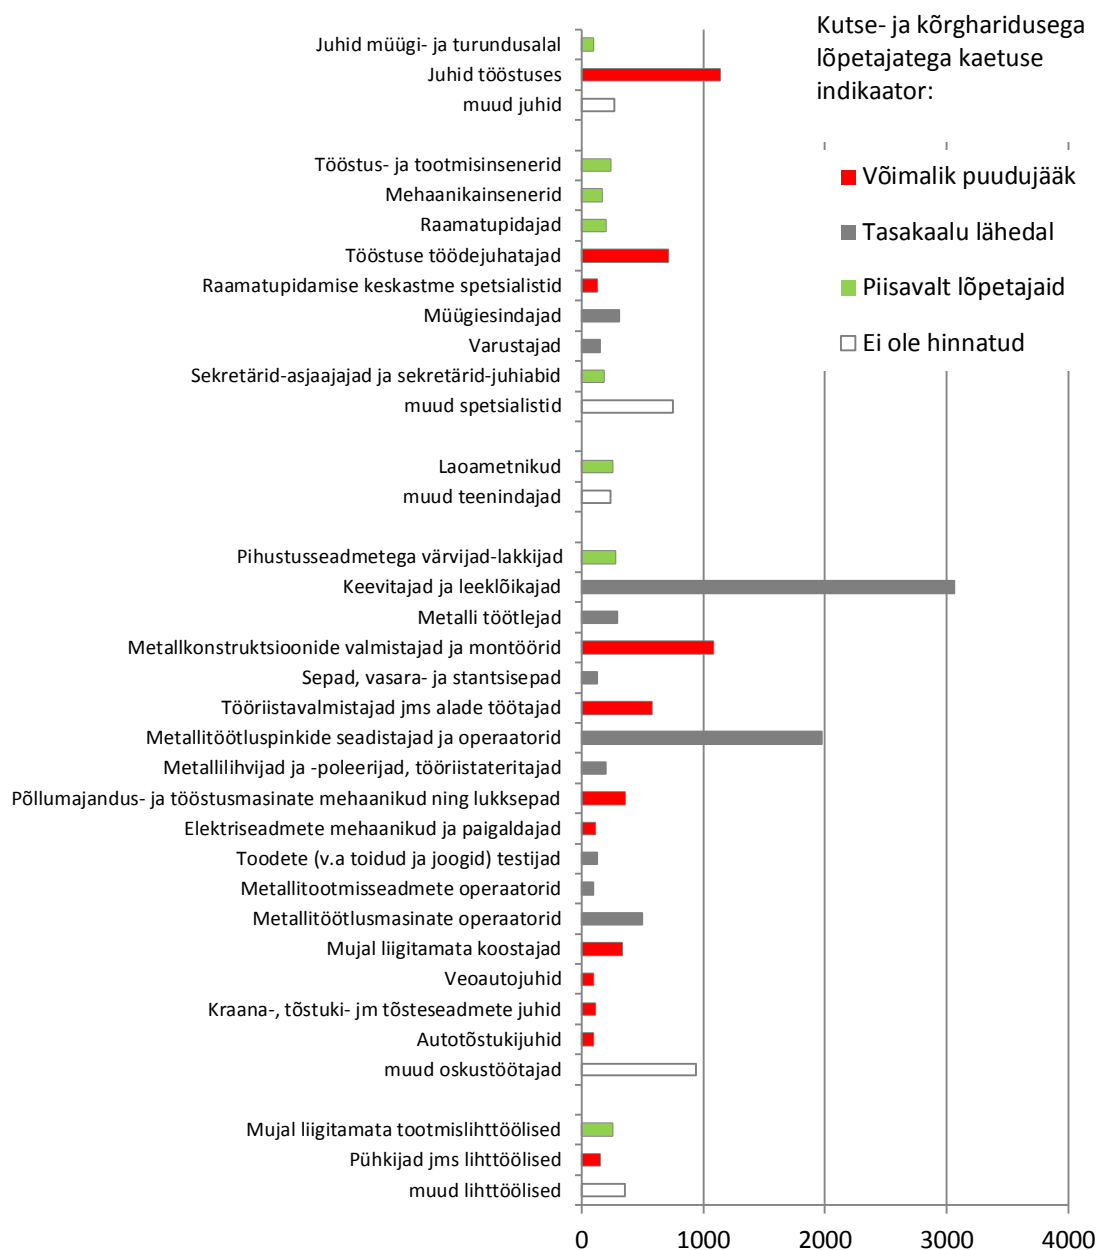 Kutse- ja kõrgharidusega
lõpetajatega kaetuse
indikaator:
Võimalik puudujääk
Tasakaalu lähedal
Piisavalt lõpetajaid
Ei ole hinnatud
Juhid müügi- ja turundusalal
Juhid tööstuses
muud juhid
Tööstus- ja tootmisinsenerid
Mehaanikainsenerid
Raamatupidajad
Tööstuse töödejuhatajad
Raamatupidamise keskastme spetsialistid
Müügiesindajad
Varustajad
Sekretärid-asjaajajad ja sekretärid-juhiabid
muud spetsialistid
Laoametnikud
muud teenindajad
Pihustusseadmetega värvijad-lakkijad
Keevitajad ja leeklõikajad
Metalli töötlejad
Metallkonstruktsioonide valmistajad ja montöörid
Sepad, vasara- ja stantsisepad
Tööriistavalmistajad jms alade töötajad
Metallitöötluspinkide seadistajad ja operaatorid
Metallilihvijad ja -poleerijad, tööriistateritajad
Põllumajandus- ja tööstusmasinate mehaanikud ning lukksepad
Elektriseadmete mehaanikud ja paigaldajad
Toodete (v.a toidud ja joogid) testijad
Metallitootmisseadmete operaatorid
Metallitöötlusmasinate operaatorid
Mujal liigitamata koostajad
Veoautojuhid
Kraana-, tõstuki- jm tõsteseadmete juhid
Autotõstukijuhid
muud oskustöötajad
Mujal liigitamata tootmislihttöölised
Pühkijad jms lihttöölised
muud lihttöölised
0 1000 2000 3000 4000